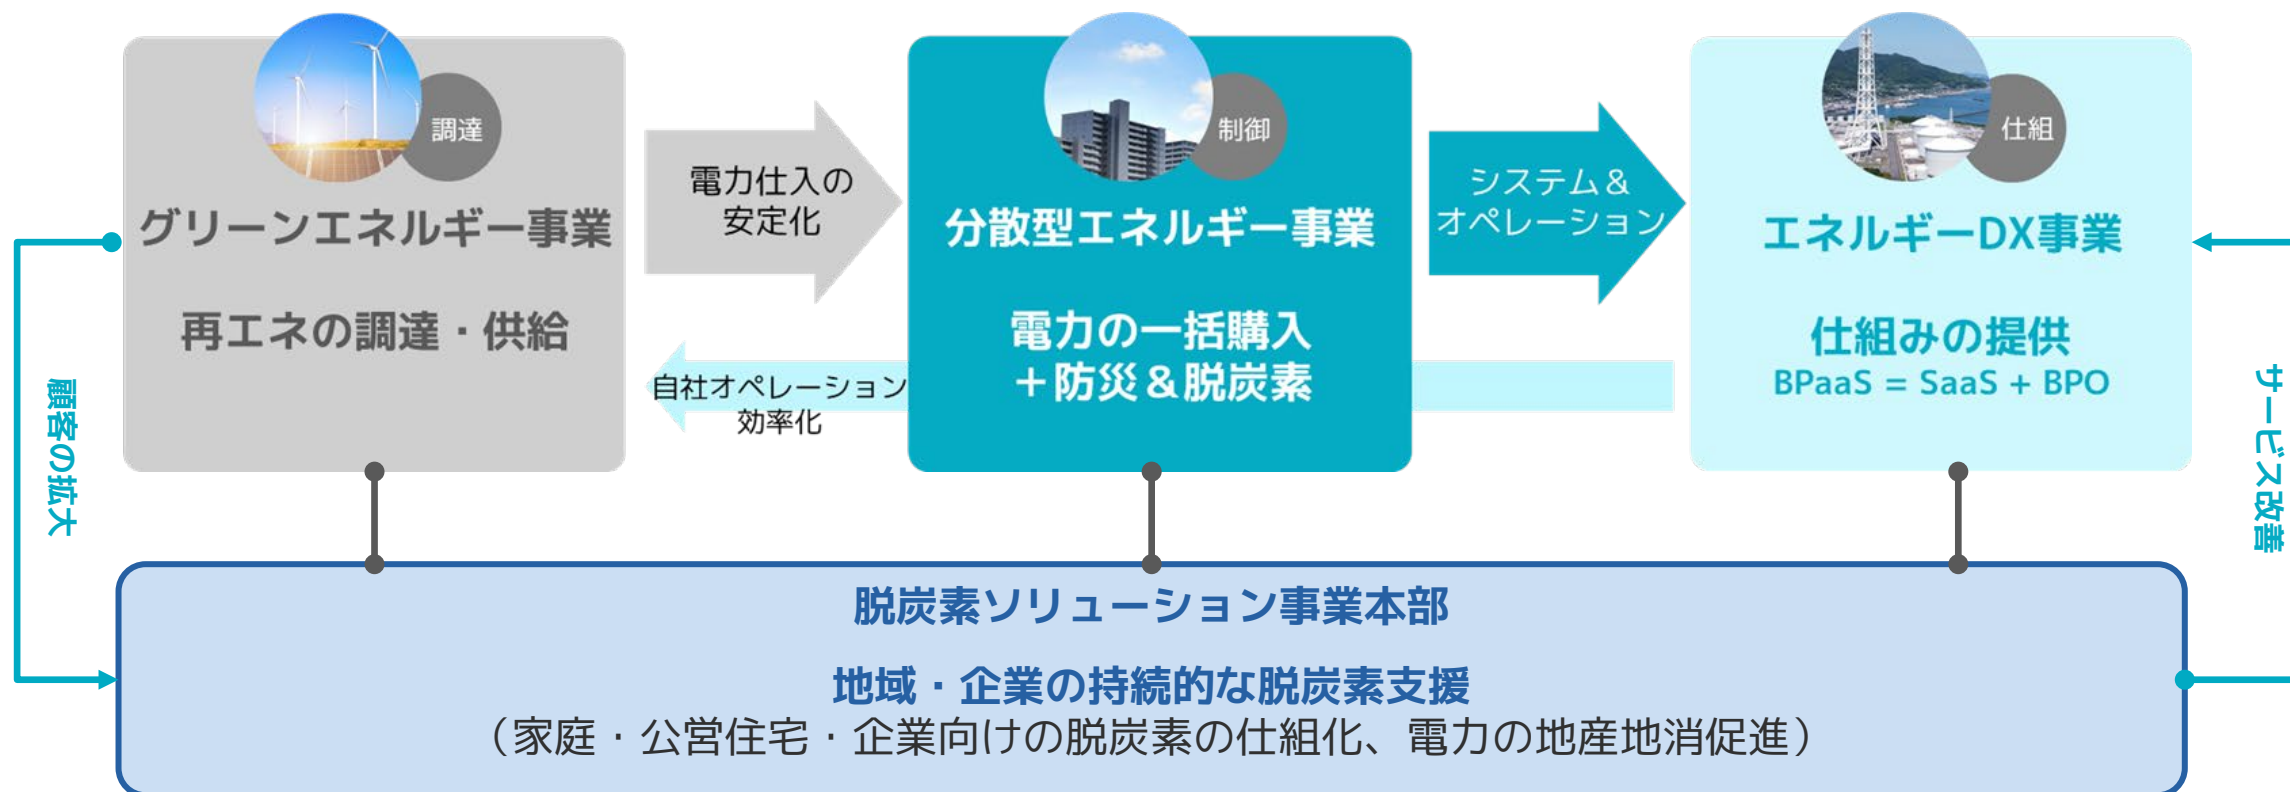 調達
グリーンエネルギー事業
再エネの調達・供給
電力仕入の
安定化
自社オペレーション
効率化
制御
分散型エネルギー事業
電力の一括購入
＋防災＆脱炭素
システム＆
オペレーション
仕組
エネルギーDX事業
仕組みの提供
BPaaS = SaaS + BPO
顧客の拡大
サービス改善
脱炭素ソリューション事業本部
地域・企業の持続的な脱炭素支援
（家庭・公営住宅・企業向けの脱炭素の仕組化、電力の地産地消促進）